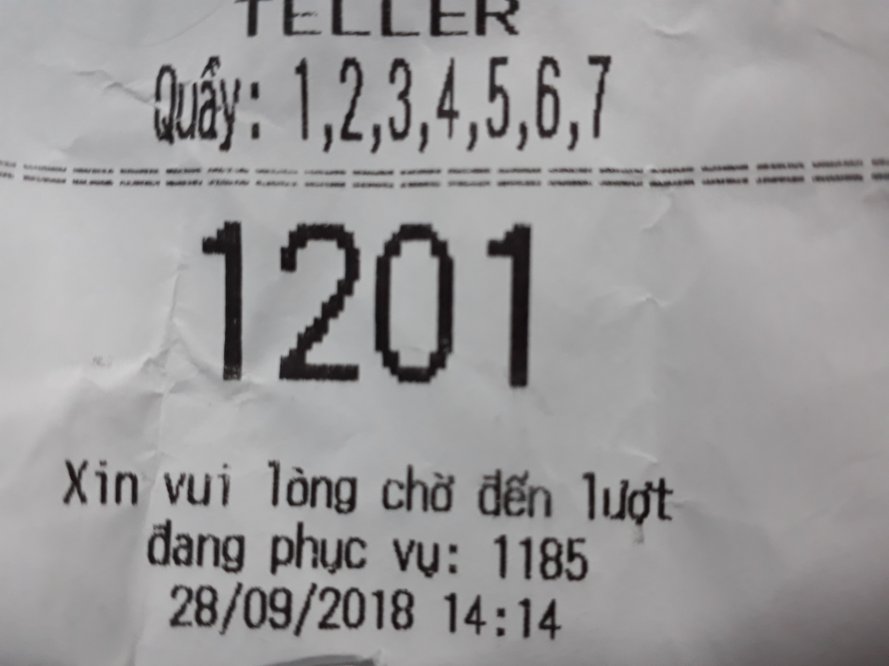 TELLER
Quầy: 1,2,3,4,5,6,7
1201
Xin vui lòng chờ đến lượt
đang phục vụ: 1185
28/09/2018 14:14